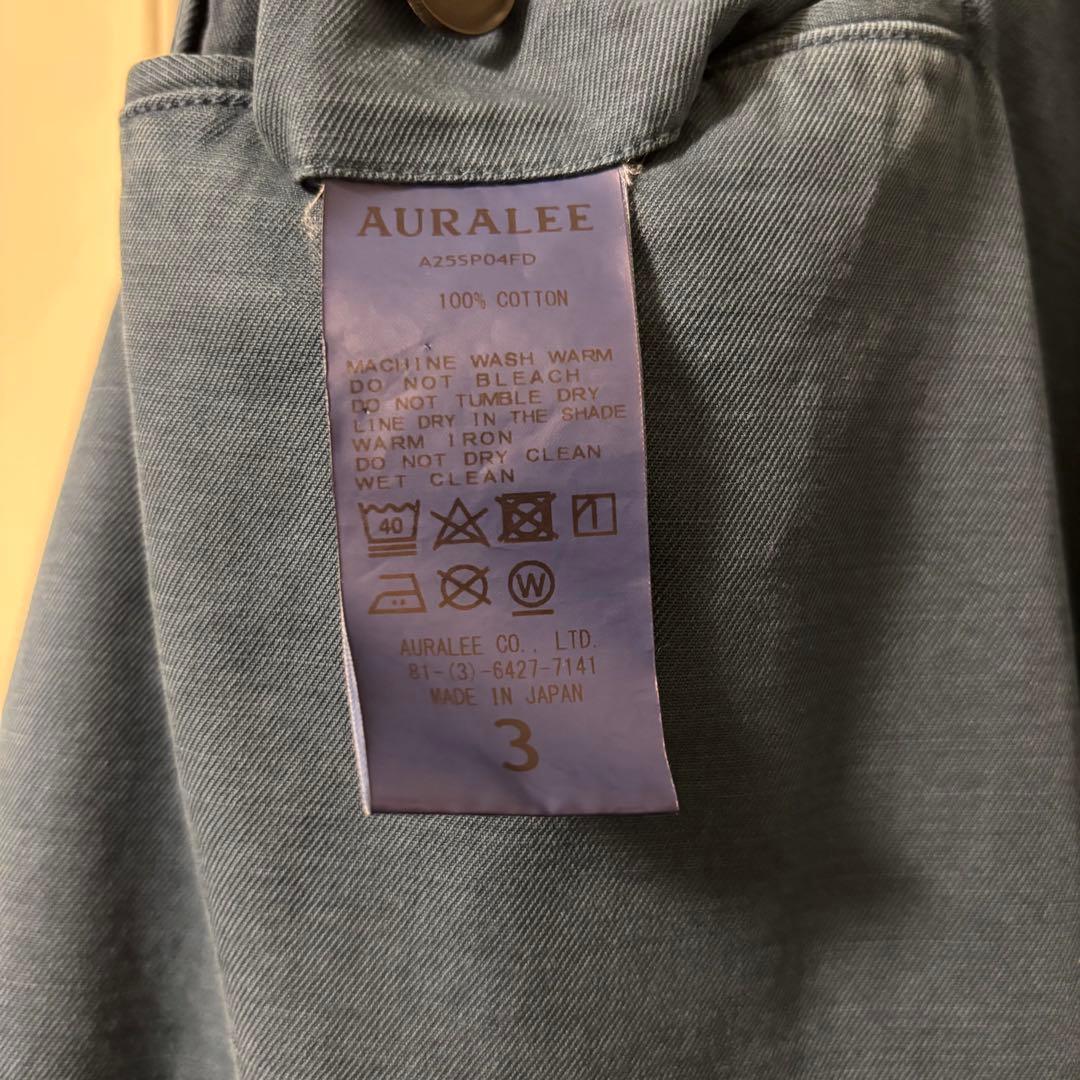 AURALEE
A25SP04FD
100% COTTON
MACHINE WASH WARM
DO NOT BLEACH
DO NOT TUMBLE DRY
LINE DRY IN THE SHADE
WARM IRON
DO NOT DRY CLEAN
WET CLEAN
40
W
AURALEE CO., LTD.
81-(3)-6427-7141
MADE IN JAPAN
3